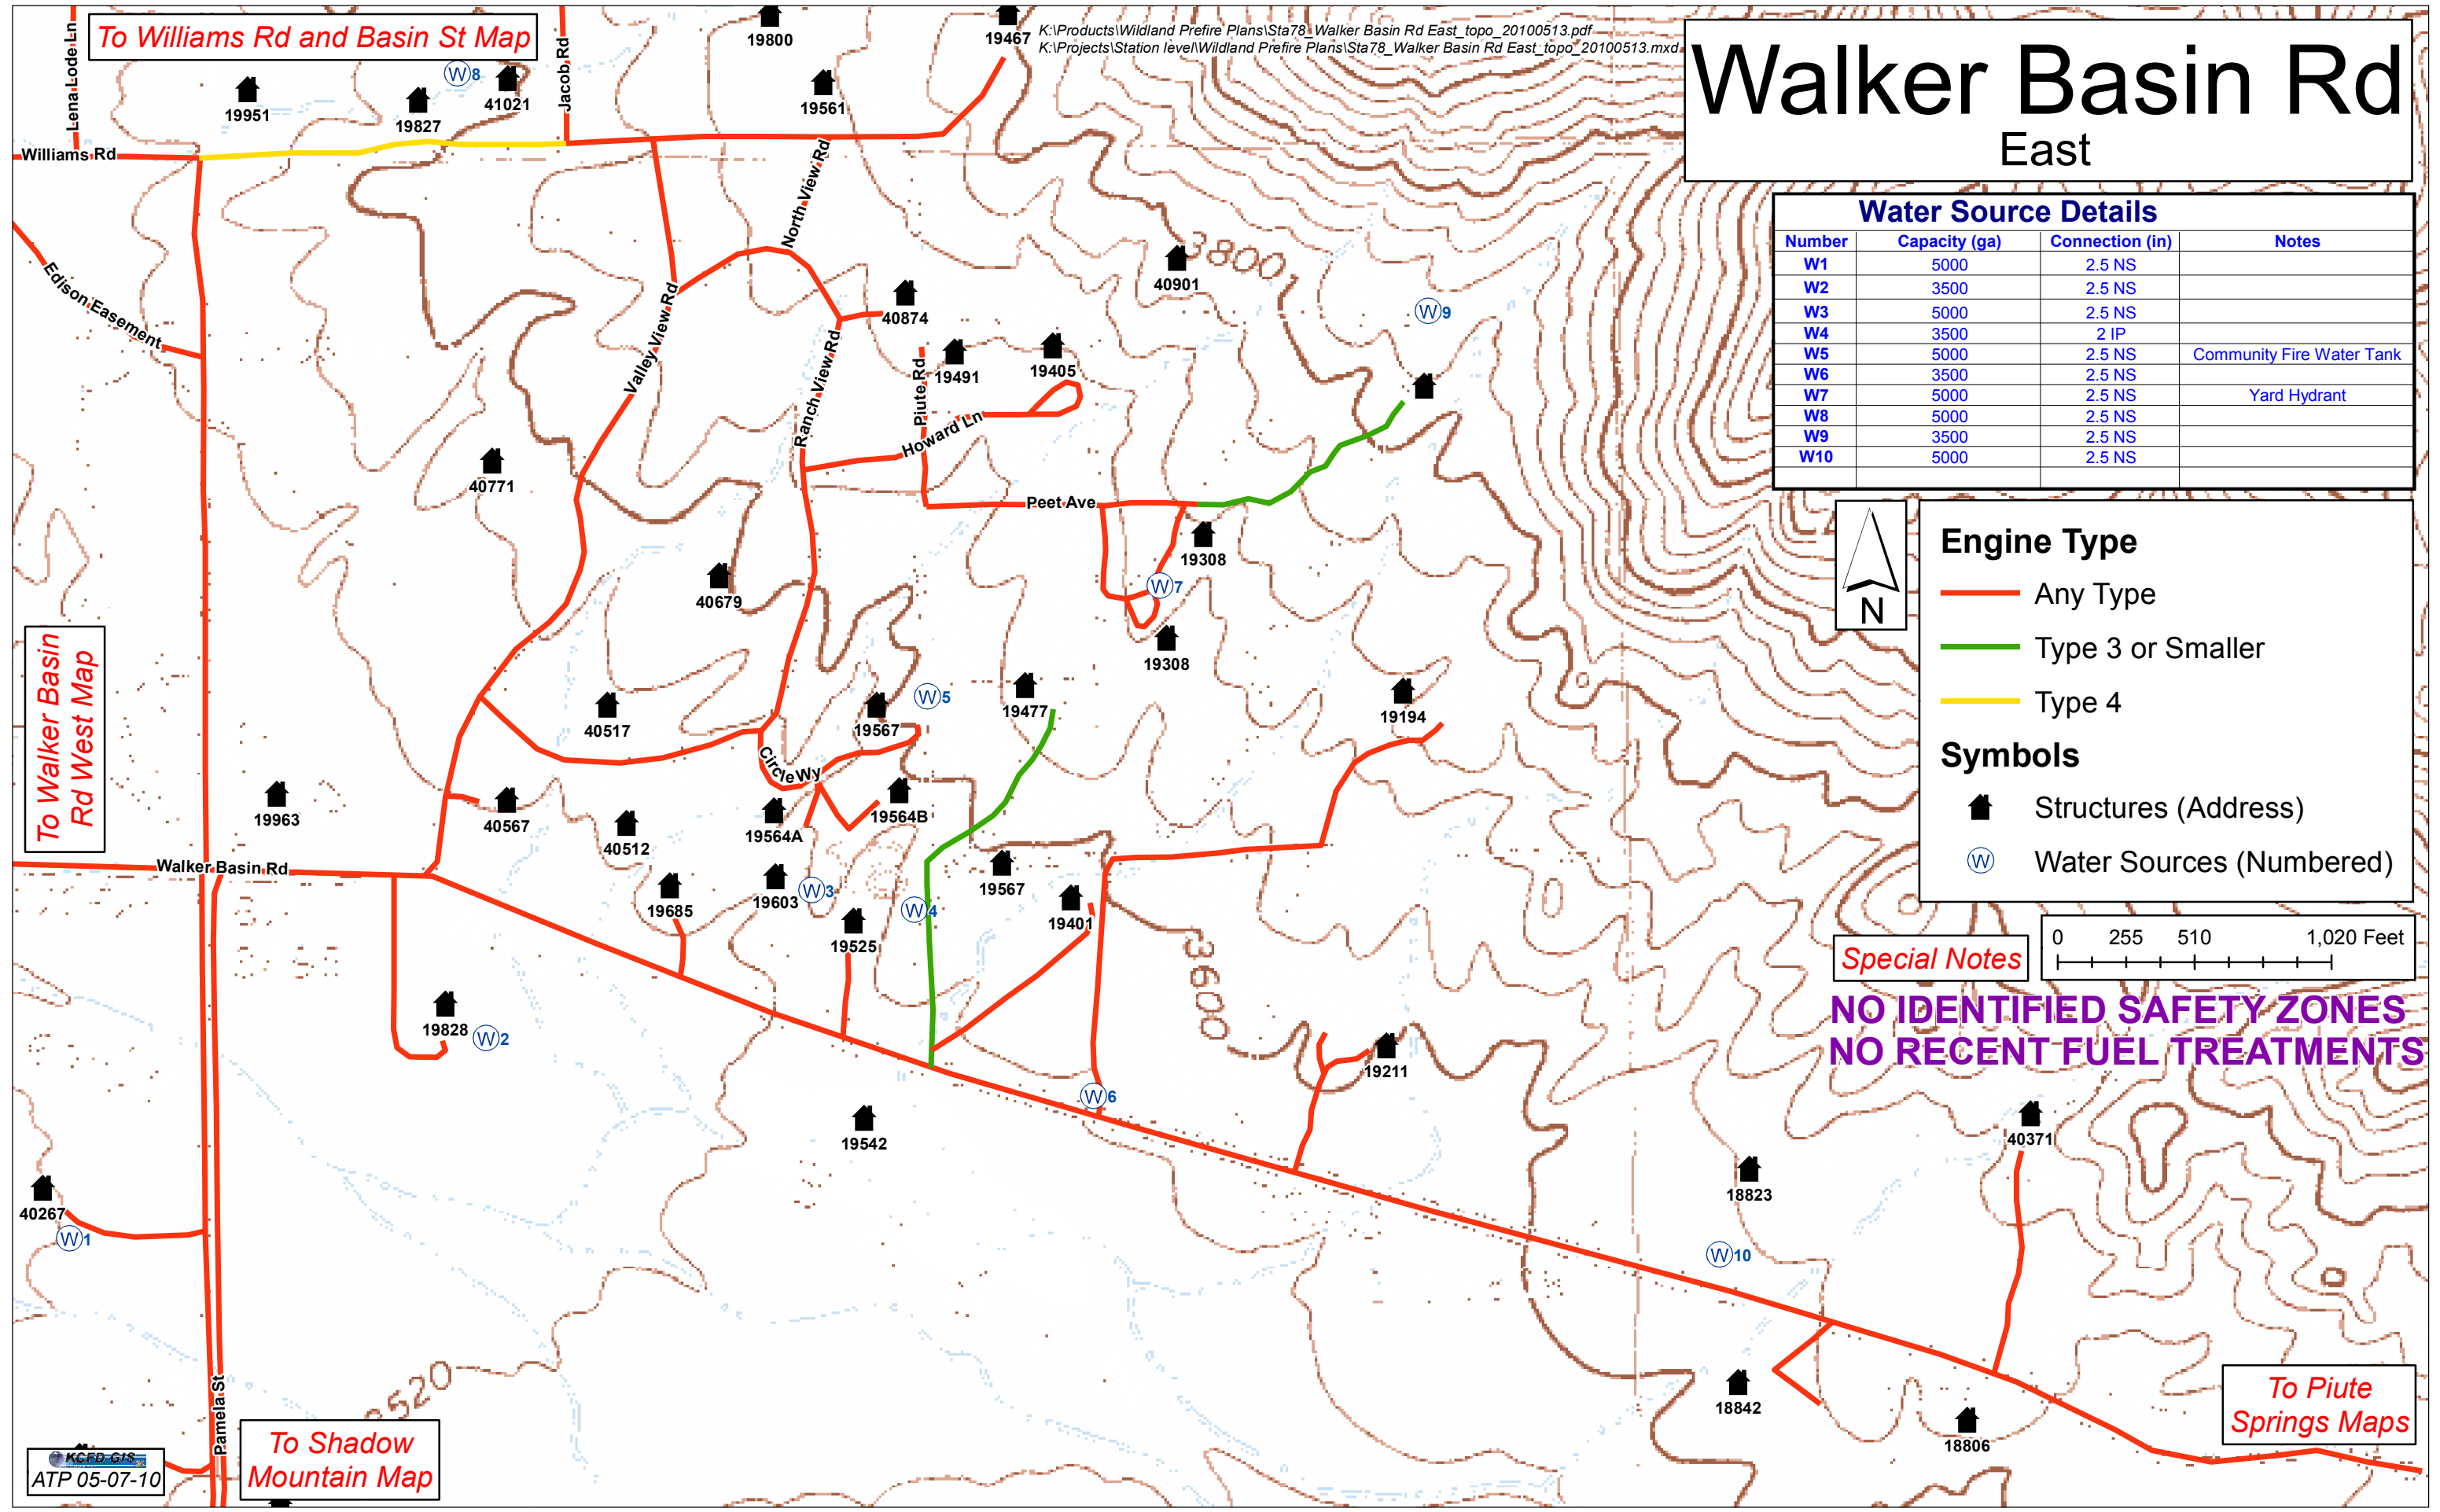 To Williams Rd and Basin St Map
K:\Products\Wildland Prefire Plans\Sta78_Walker Basin Rd East_topo_20100513.pdf
K:\Projects\Station level\Wildland Prefire Plans\Sta78_Walker Basin Rd East_topo_20100513.mxd
Walker Basin Rd
East
Water Source Details
Number Capacity (ga) Connection (in) Notes
W1 5000 2.5 NS
W2 3500 2.5 NS
W3 5000 2.5 NS
W4 3500 2 IP
W5 5000 2.5 NS Community Fire Water Tank
W6 3500 2.5 NS
W7 5000 2.5 NS Yard Hydrant
W8 5000 2.5 NS
W9 3500 2.5 NS
W10 5000 2.5 NS
N
Engine Type
Any Type
Type 3 or Smaller
Type 4
Symbols
Structures (Address)
W Water Sources (Numbered)
0 255 510 1,020 Feet
Special Notes
NO IDENTIFIED SAFETY ZONES
NO RECENT FUEL TREATMENTS
To Piute
Springs Maps
To Walker Basin
Rd West Map
To Shadow
Mountain Map
KCFD GIS
ATP 05-07-10
Lena Lode Ln
Jacob Rd
Williams Rd
Edison Easement
North View Rd
Valley View Rd
Ranch View Rd
Piute Rd
Howard Ln
Peet Ave
Circle Wy
Walker Basin Rd
Pamela St
19800
19467
19951
19827
W8
41021
19561
40901
3800
W9
40874
19491
19405
40771
19308
40679
W7
19308
40517
19567
W5
19477
19194
19963
40567
40512
19564A
19564B
19685
19603
W3
19525
W4
19567
19401
3600
19828
W2
19211
W6
19542
40371
18823
40267
W1
W10
18842
18806